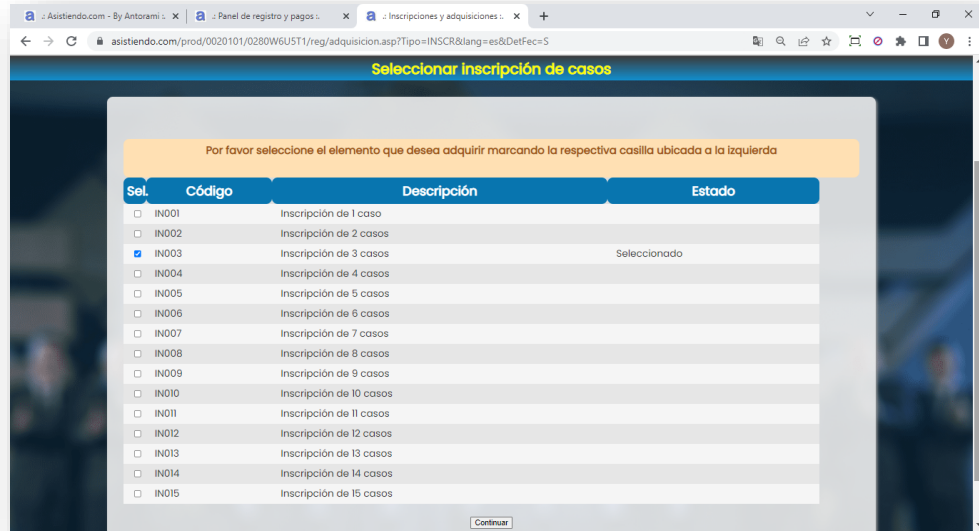 .: Asistiendo.com - By Antorami :.
.: Panel de registro y pagos :.
.: Inscripciones y adquisiciones :.
asistiendo.com/prod/0020101/0280W6U5T1/reg/adquisicion.asp?Tipo=INSCR&lang=es&DetFec=S
Y
Seleccionar inscripción de casos
Por favor seleccione el elemento que desea adquirir marcando la respectiva casilla ubicada a la izquierda
Sel. Código Descripción Estado
IN001 Inscripción de 1 caso
IN002 Inscripción de 2 casos
IN003 Inscripción de 3 casos Seleccionado
IN004 Inscripción de 4 casos
IN005 Inscripción de 5 casos
IN006 Inscripción de 6 casos
IN007 Inscripción de 7 casos
IN008 Inscripción de 8 casos
IN009 Inscripción de 9 casos
IN010 Inscripción de 10 casos
IN011 Inscripción de 11 casos
IN012 Inscripción de 12 casos
IN013 Inscripción de 13 casos
IN014 Inscripción de 14 casos
IN015 Inscripción de 15 casos
Continuar